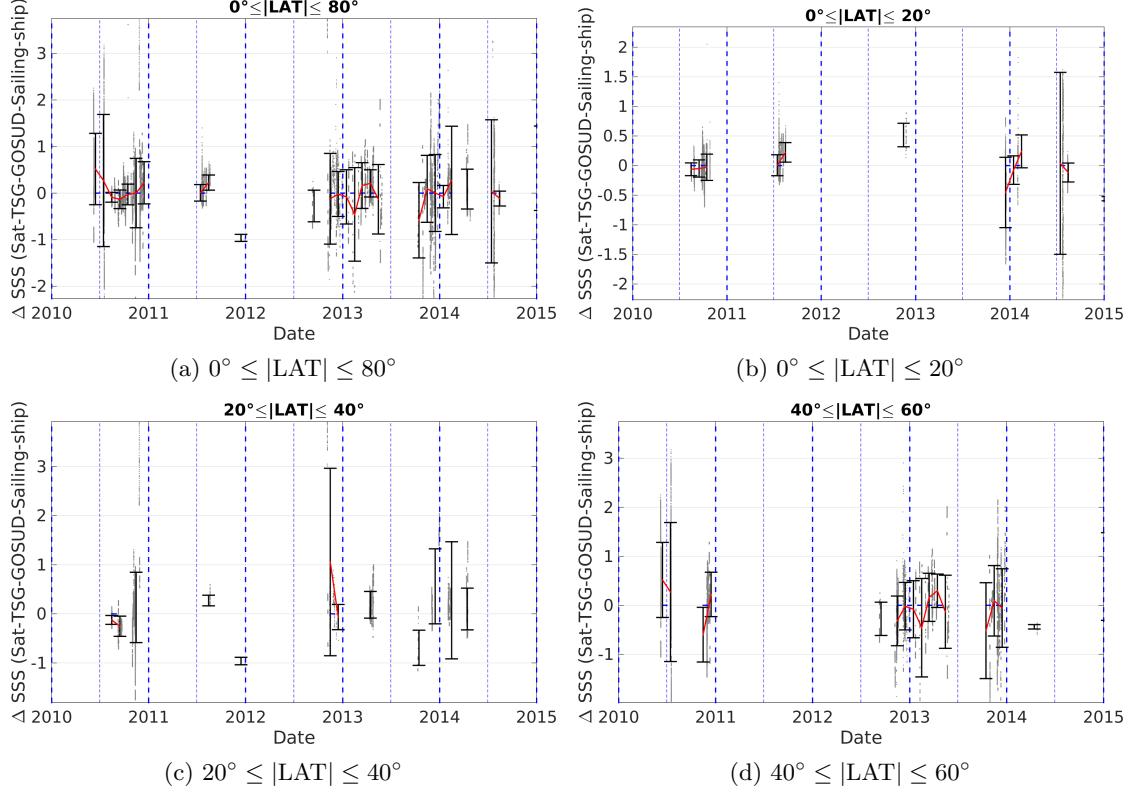 0°≤|LAT|≤ 80°
Δ SSS (Sat-TSG-GOSUD-Sailing-ship)
3
2
1
0
-1
-2
2010 2011 2012 2013 2014 2015
Date
(a) 0° ≤ |LAT| ≤ 80°
0°≤|LAT|≤ 20°
Δ SSS (Sat-TSG-GOSUD-Sailing-ship)
2
1.5
1
0.5
0
-0.5
-1
-1.5
-2
2010 2011 2012 2013 2014 2015
Date
(b) 0° ≤ |LAT| ≤ 20°
20°≤|LAT|≤ 40°
Δ SSS (Sat-TSG-GOSUD-Sailing-ship)
3
2
1
0
-1
2010 2011 2012 2013 2014 2015
Date
(c) 20° ≤ |LAT| ≤ 40°
40°≤|LAT|≤ 60°
Δ SSS (Sat-TSG-GOSUD-Sailing-ship)
3
2
1
0
-1
2010 2011 2012 2013 2014 2015
Date
(d) 40° ≤ |LAT| ≤ 60°